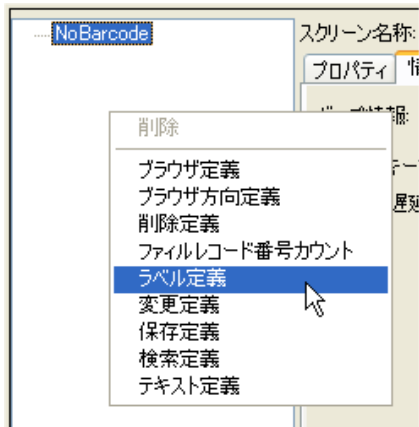 NoBarcode
スクリーン名称:
プロパティ
削除
ブラウザ定義
ブラウザ方向定義
削除定義
ファイルレコード番号カウント
ラベル定義
変更定義
保存定義
検索定義
テキスト定義